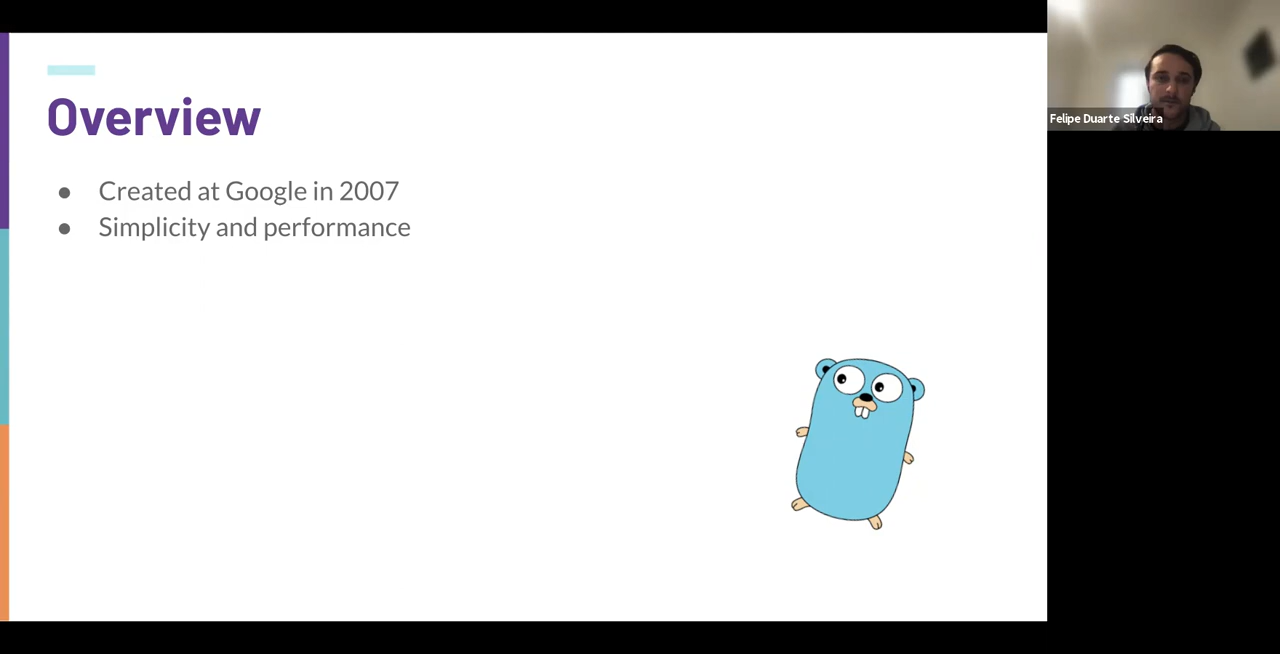 Overview
● Created at Google in 2007
● Simplicity and performance
Felipe Duarte Silveira